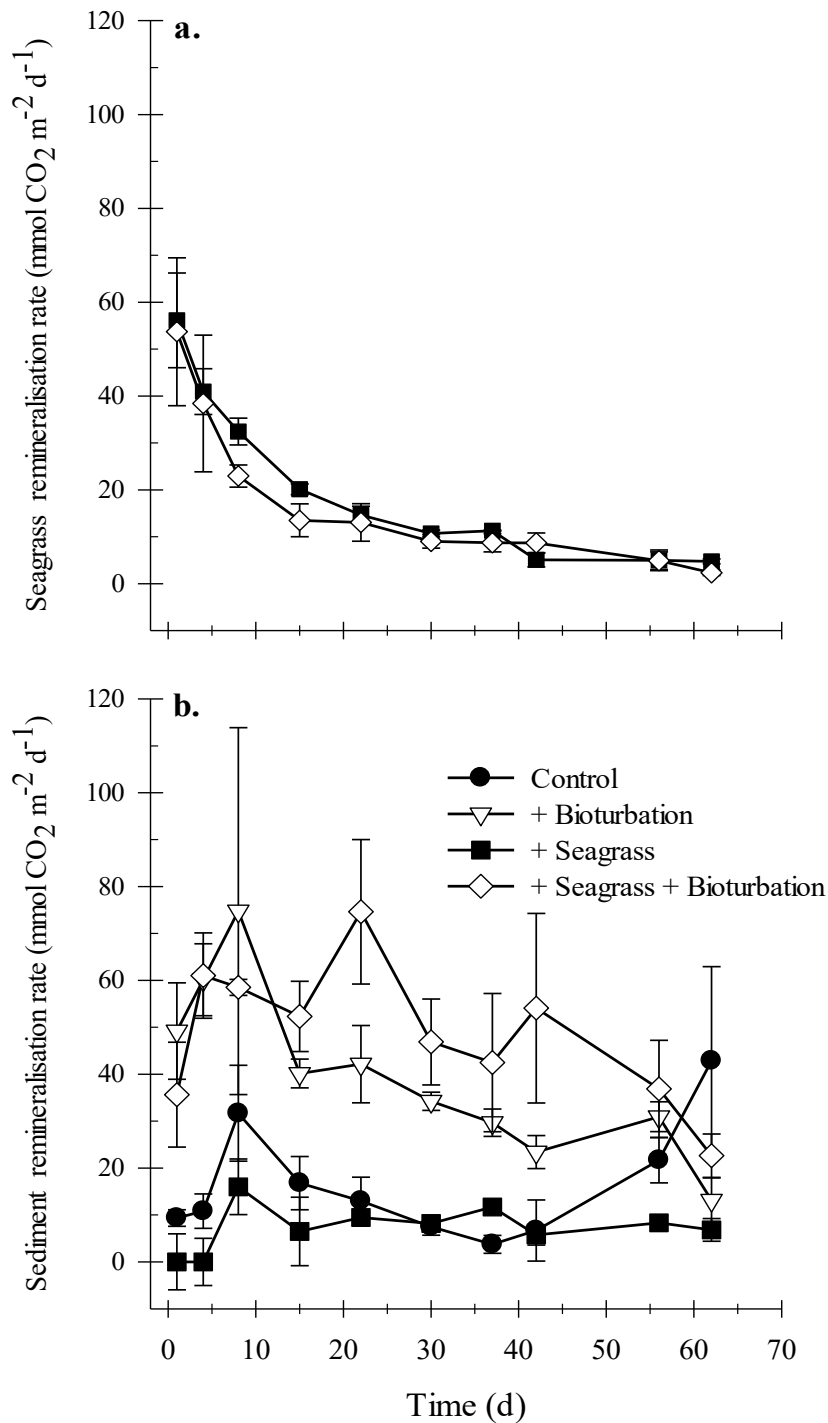 a.
Seagrass remineralisation rate (mmol CO2 m-2 d-1)
120
100
80
60
40
20
0
b.
Sediment remineralisation rate (mmol CO2 m-2 d-1)
120
100
80
60
40
20
0
Control
+ Bioturbation
+ Seagrass
+ Seagrass + Bioturbation
0 10 20 30 40 50 60 70
Time (d)